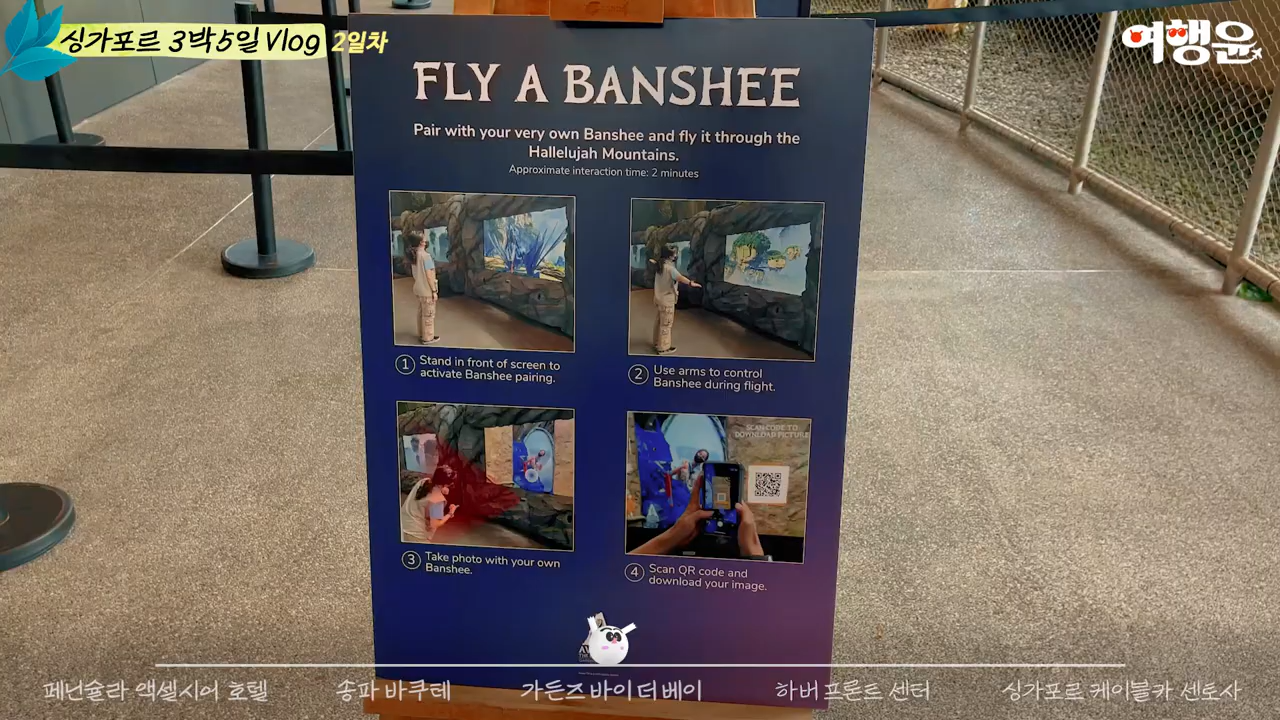 싱가포르 3박5일 Vlog 2일차
여행윤
FLY A BANSHEE
Pair with your very own Banshee and fly it through the
Hallelujah Mountains.
Approximate interaction time: 2 minutes
1 Stand in front of screen to
activate Banshee pairing.
2 Use arms to control
Banshee during flight.
SCAN CODE TO
DOWNLOAD PICTURE
3 Take photo with your own
Banshee.
4 Scan QR code and
download your image.
페닌슐라 액셀시어 호텔
송파 바쿠테
가든즈 바이 더 베이
하버 프론트 센터
싱가포르 케이블카 센토사